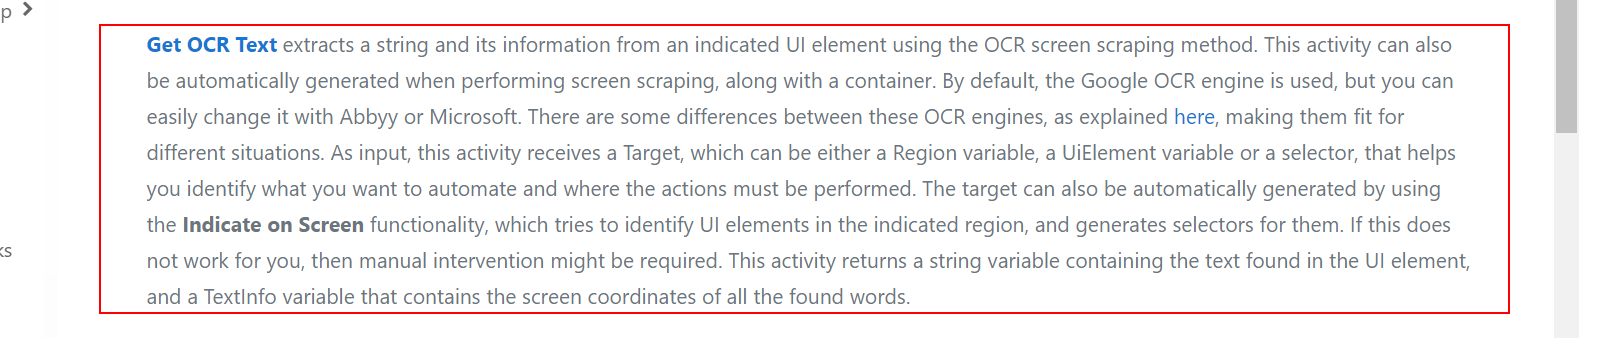 p >
Get OCR Text extracts a string and its information from an indicated UI element using the OCR screen scraping method. This activity can also
be automatically generated when performing screen scraping, along with a container. By default, the Google OCR engine is used, but you can
easily change it with Abbyy or Microsoft. There are some differences between these OCR engines, as explained here, making them fit for
different situations. As input, this activity receives a Target, which can be either a Region variable, a UiElement variable or a selector, that helps
you identify what you want to automate and where the actions must be performed. The target can also be automatically generated by using
the Indicate on Screen functionality, which tries to identify UI elements in the indicated region, and generates selectors for them. If this does
ks
not work for you, then manual intervention might be required. This activity returns a string variable containing the text found in the UI element,
and a TextInfo variable that contains the screen coordinates of all the found words.